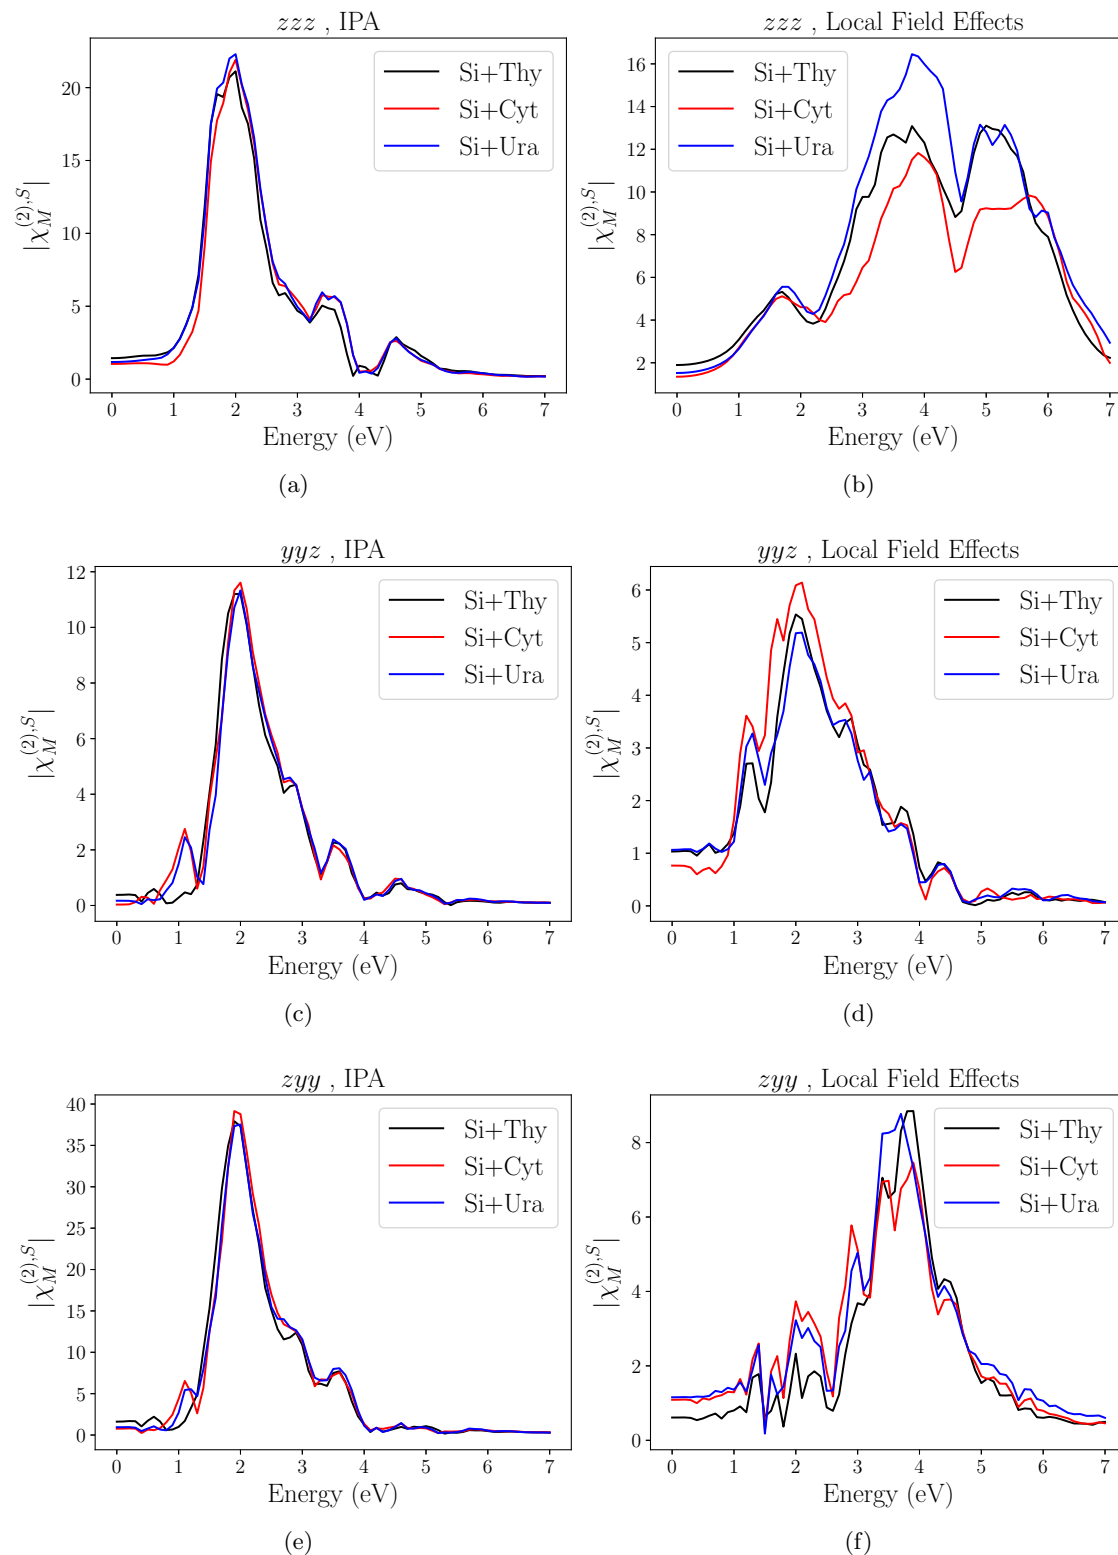 zzz , IPA
|χ_M^{(2),S}|
20
15
10
5
0
Si+Thy
Si+Cyt
Si+Ura
0 1 2 3 4 5 6 7
Energy (eV)
(a)
zzz , Local Field Effects
|χ_M^{(2),S}|
16
14
12
10
8
6
4
2
Si+Thy
Si+Cyt
Si+Ura
0 1 2 3 4 5 6 7
Energy (eV)
(b)
yyz , IPA
|χ_M^{(2),S}|
12
10
8
6
4
2
0
Si+Thy
Si+Cyt
Si+Ura
0 1 2 3 4 5 6 7
Energy (eV)
(c)
yyz , Local Field Effects
|χ_M^{(2),S}|
6
5
4
3
2
1
0
Si+Thy
Si+Cyt
Si+Ura
0 1 2 3 4 5 6 7
Energy (eV)
(d)
zyy , IPA
|χ_M^{(2),S}|
40
35
30
25
20
15
10
5
0
Si+Thy
Si+Cyt
Si+Ura
0 1 2 3 4 5 6 7
Energy (eV)
(e)
zyy , Local Field Effects
|χ_M^{(2),S}|
8
6
4
2
0
Si+Thy
Si+Cyt
Si+Ura
0 1 2 3 4 5 6 7
Energy (eV)
(f)